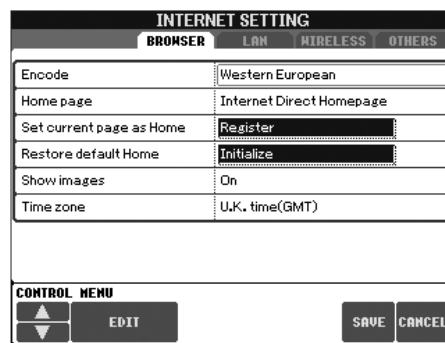 INTERNET SETTING
BROWSER LAN WIRELESS OTHERS
Encode Western European
Home page Internet Direct Homepage
Set current page as Home Register
Restore default Home Initialize
Show images On
Time zone U.K. time(GMT)
CONTROL MENU
EDIT SAVE CANCEL